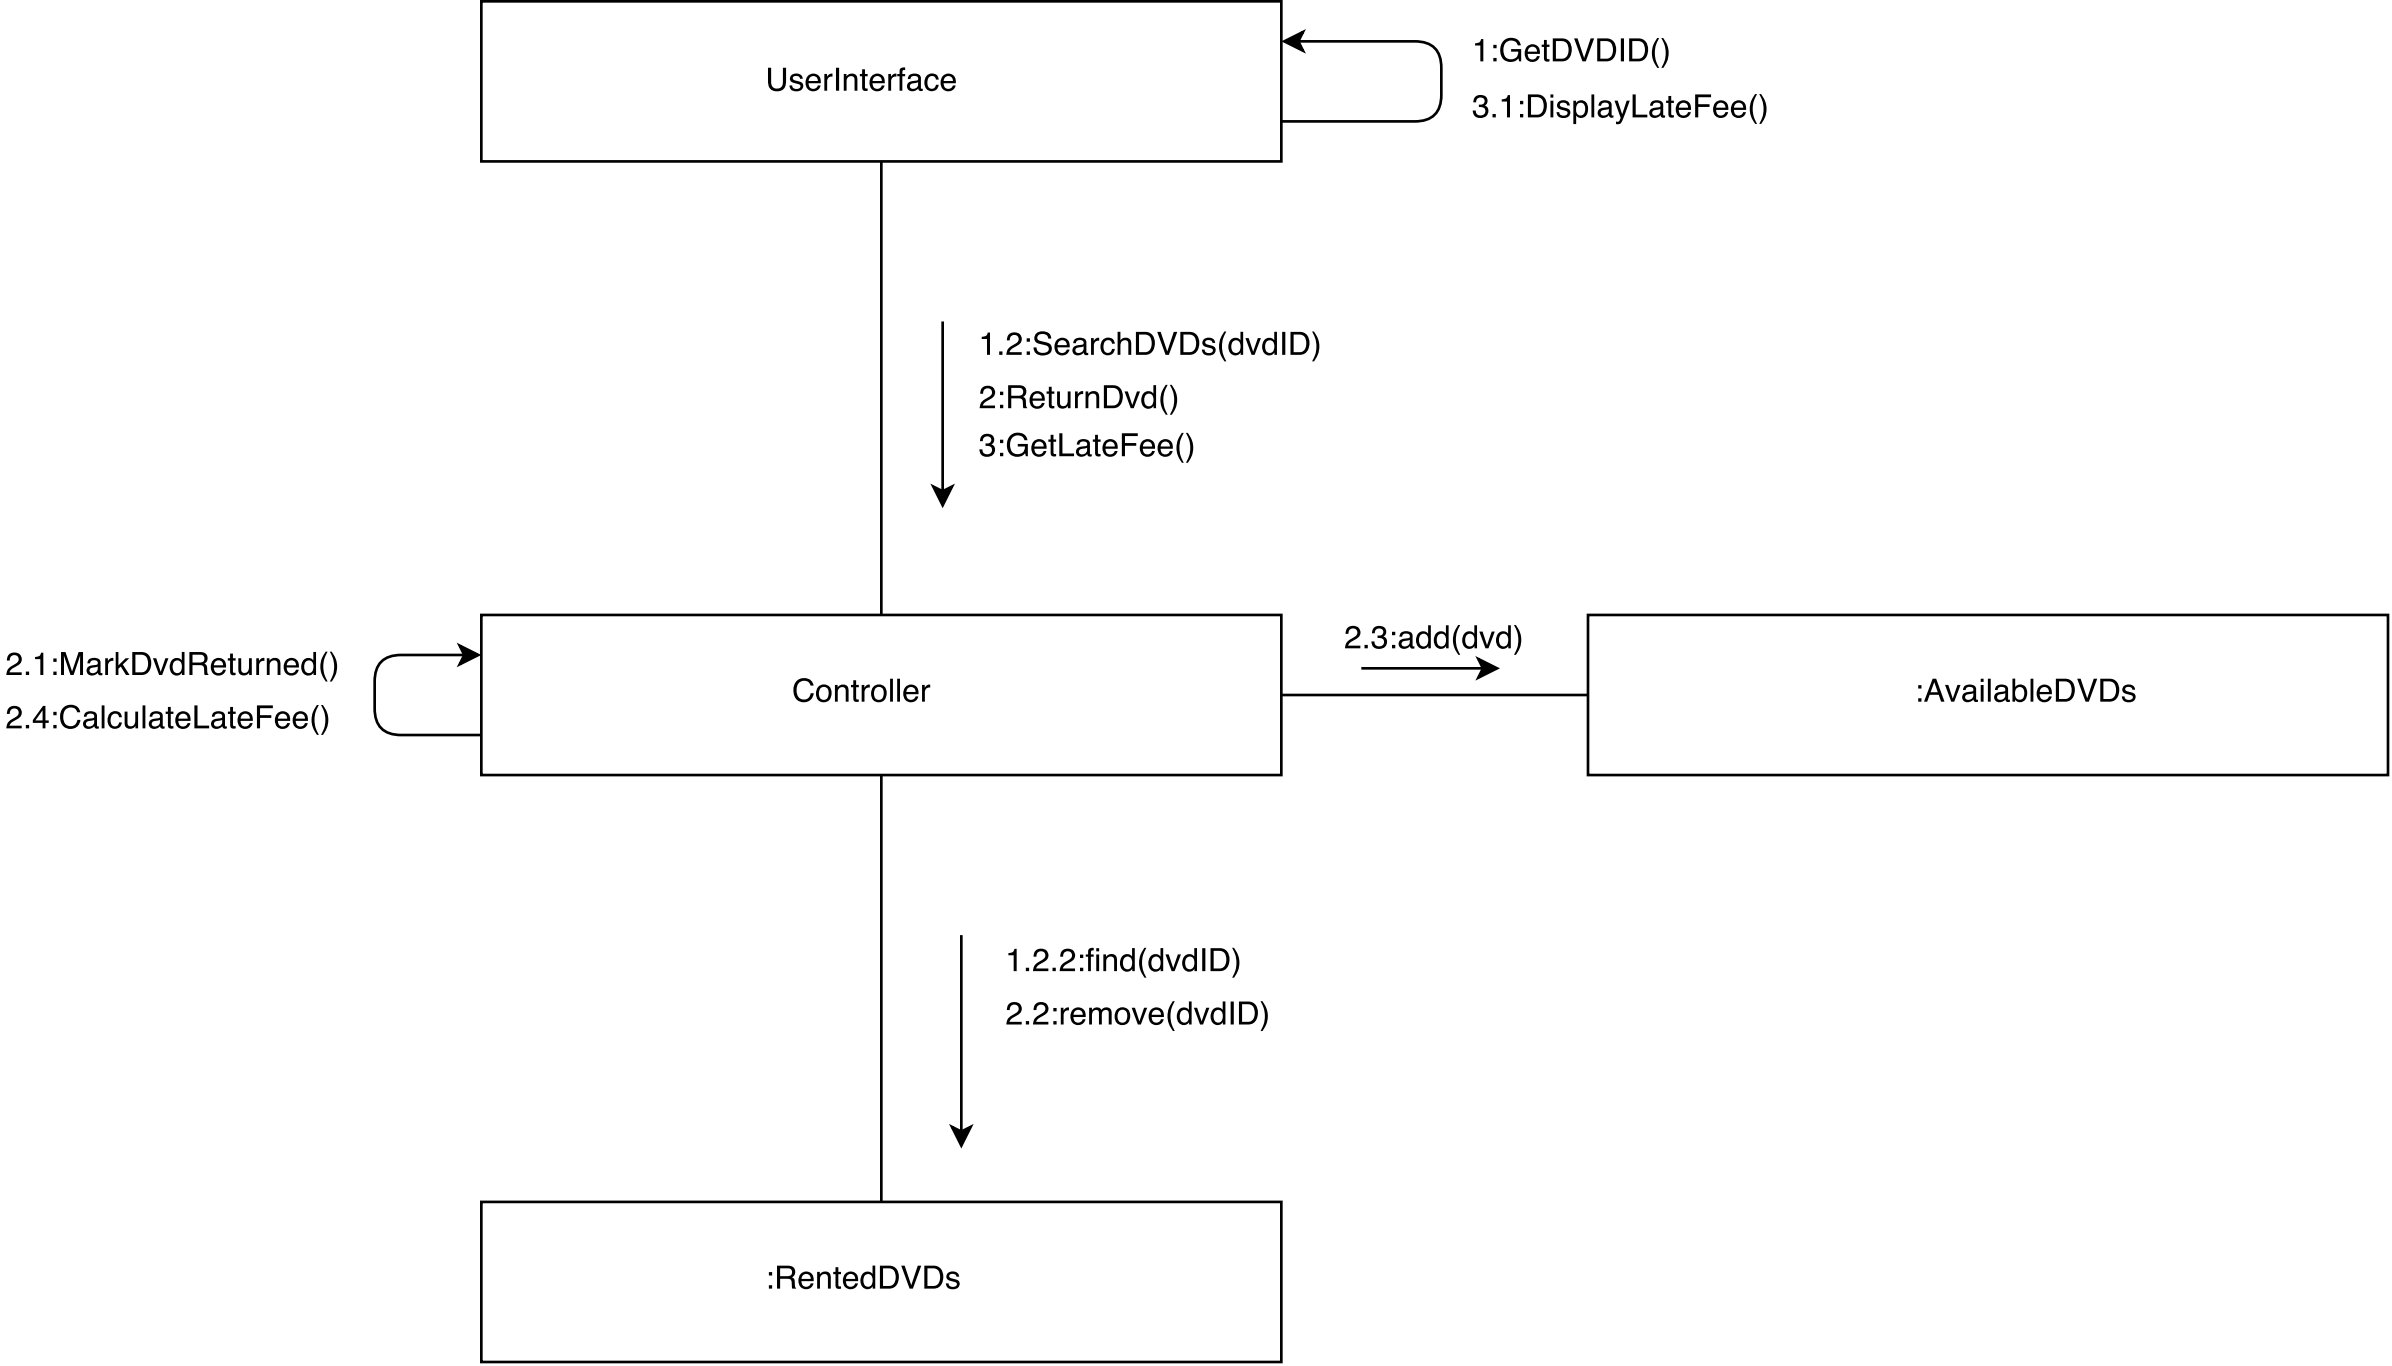 UserInterface
1:GetDVDID()
3.1:DisplayLateFee()
1.2:SearchDVDs(dvdID)
2:ReturnDvd()
3:GetLateFee()
2.1:MarkDvdReturned()
2.4:CalculateLateFee()
Controller
2.3:add(dvd)
:AvailableDVDs
1.2.2:find(dvdID)
2.2:remove(dvdID)
:RentedDVDs